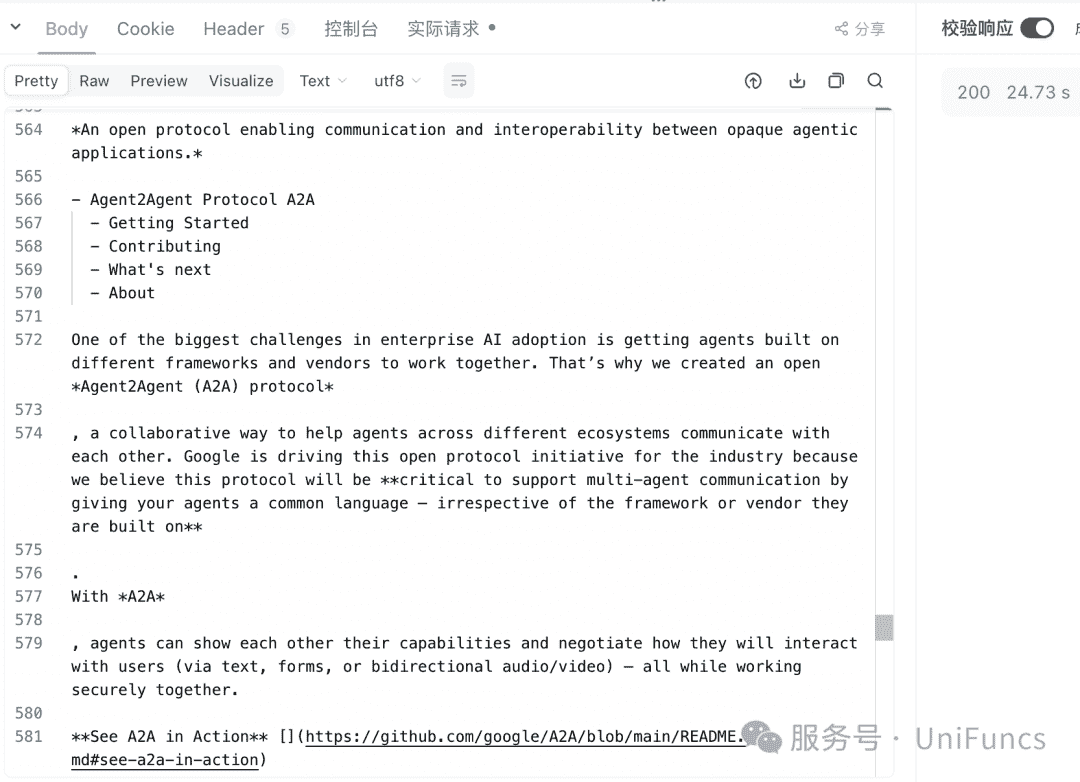 Body Cookie Header 5 控制台 实际请求 分享 校验响应
Pretty Raw Preview Visualize Text utf8
200 24.73 s
564 *An open protocol enabling communication and interoperability between opaque agentic
applications.*
565
566 – Agent2Agent Protocol A2A
567 – Getting Started
568 – Contributing
569 – What's next
570 – About
571
572 One of the biggest challenges in enterprise AI adoption is getting agents built on
different frameworks and vendors to work together. That’s why we created an open
*Agent2Agent (A2A) protocol*
573
574 , a collaborative way to help agents across different ecosystems communicate with
each other. Google is driving this open protocol initiative for the industry because
we believe this protocol will be **critical to support multi-agent communication by
giving your agents a common language – irrespective of the framework or vendor they
are built on**
575
576 .
577 With *A2A*
578
579 , agents can show each other their capabilities and negotiate how they will interact
with users (via text, forms, or bidirectional audio/video) – all while working
securely together.
580
581 **See A2A in Action** [](https://github.com/google/A2A/blob/main/README.
md#see-a2a-in-action)
服务号 · UniFuncs